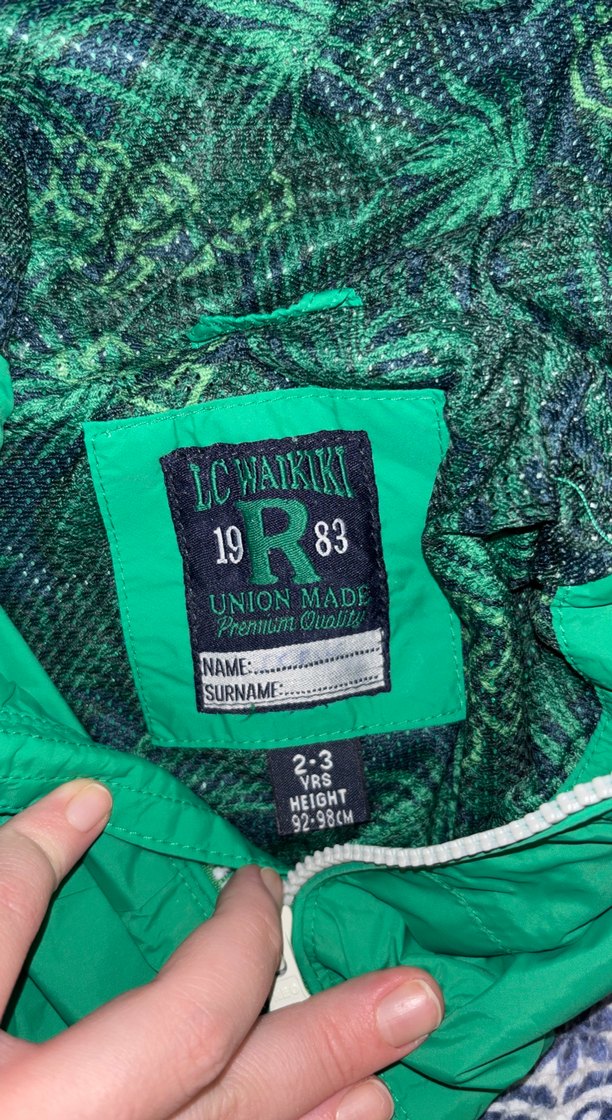 LC WAIKIKI
19 R 83
UNION MADE
Premium Quality
NAME:
SURNAME:
2-3
YRS
HEIGHT
92-98CM